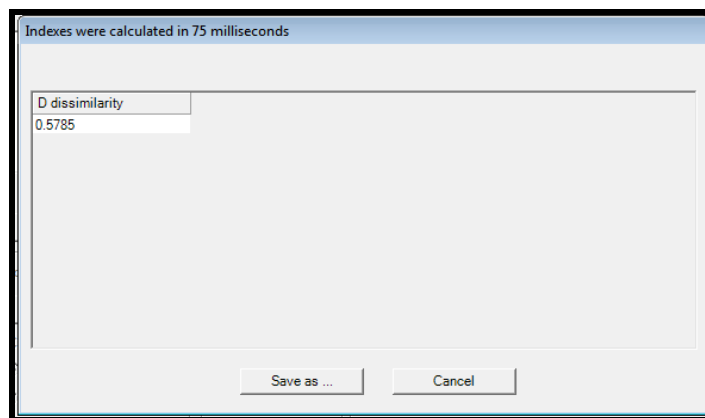 Indexes were calculated in 75 milliseconds
D dissimilarity
0.5785
Save as ...
Cancel